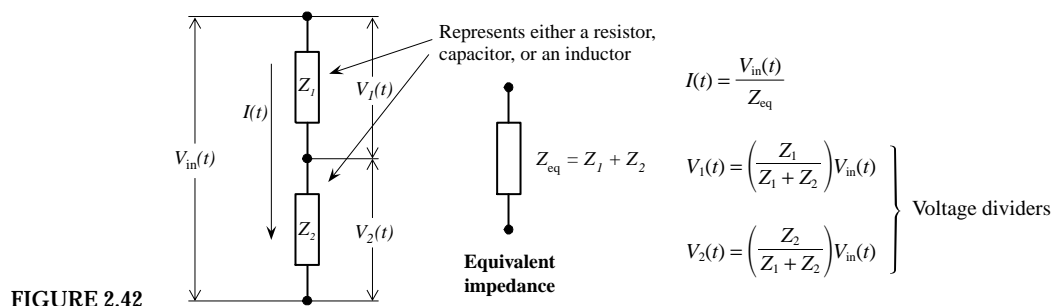 Represents either a resistor,
capacitor, or an inductor
Z1
V1(t)
I(t)
Vin(t)
Z2
V2(t)
Zeq = Z1 + Z2
Equivalent
impedance
I(t) = Vin(t) / Zeq
V1(t) = (Z1 / (Z1 + Z2)) Vin(t)
V2(t) = (Z2 / (Z1 + Z2)) Vin(t)
Voltage dividers
FIGURE 2.42